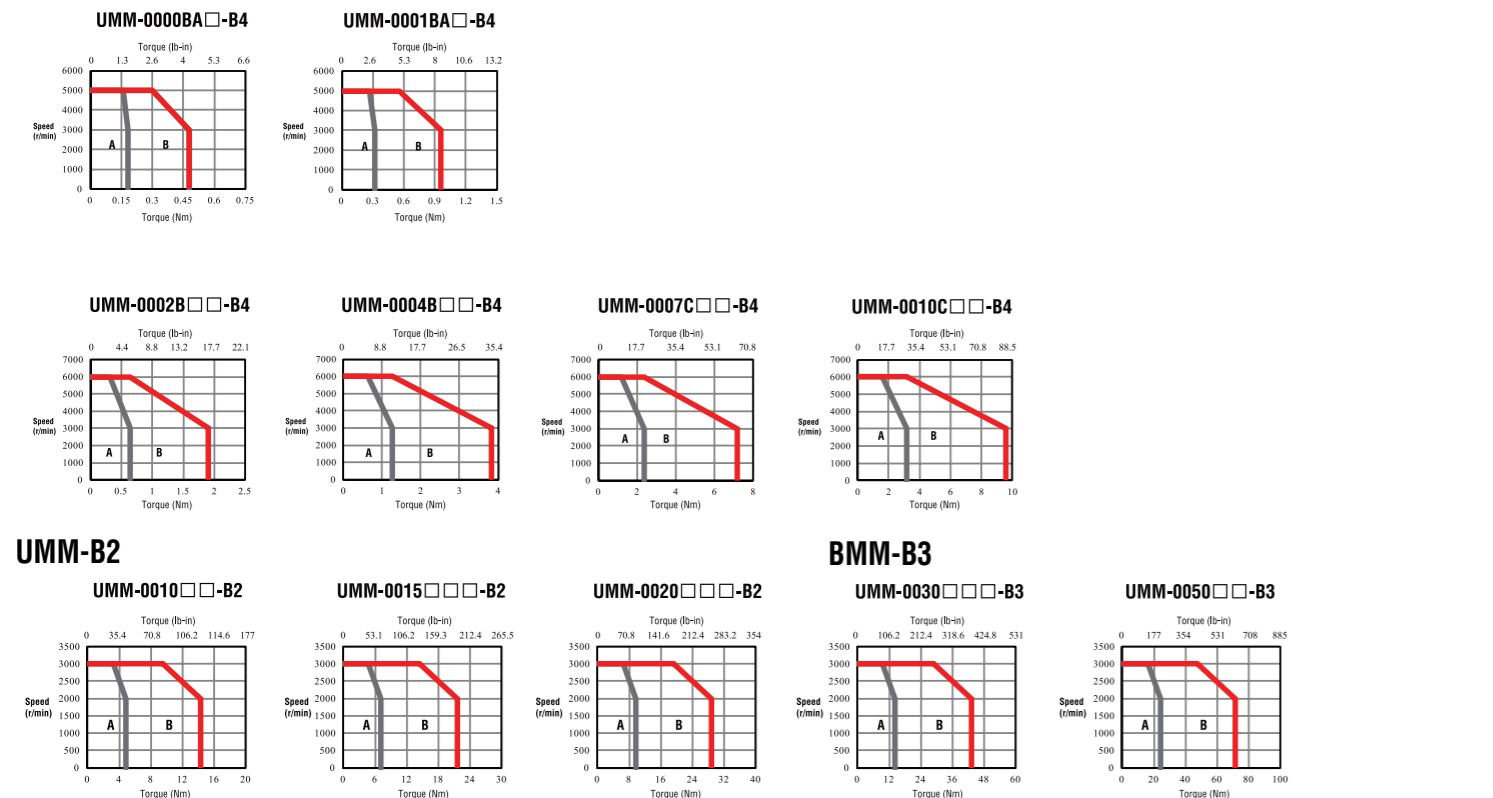 UMM-0000BA□-B4 UMM-0001BA□-B4
Torque (lb-in) Torque (lb-in)
0 1.3 2.6 4 5.3 6.6 0 2.6 5.3 8 10.6 13.2
6000 6000
5000 5000
4000 4000
Speed (r/min) 3000 Speed (r/min) 3000
A B A B
2000 2000
1000 1000
0 0
0 0.15 0.3 0.45 0.6 0.75 0 0.3 0.6 0.9 1.2 1.5
Torque (Nm) Torque (Nm)
UMM-0002B□□-B4 UMM-0004B□□-B4 UMM-0007C□□-B4 UMM-0010C□□-B4
Torque (lb-in) Torque (lb-in) Torque (lb-in) Torque (lb-in)
0 4.4 8.8 13.2 17.7 22.1 0 8.8 17.7 26.5 35.4 0 17.7 35.4 53.1 70.8 0 17.7 35.4 53.1 70.8 88.5
7000 7000 7000 7000
6000 6000 6000 6000
5000 5000 5000 5000
4000 4000 4000 4000
Speed (r/min) 3000 Speed (r/min) 3000 Speed (r/min) 3000 Speed (r/min) 3000
A B A B A B A B
2000 2000 2000 2000
1000 1000 1000 1000
0 0 0 0
0 0.5 1 1.5 2 2.5 0 1 2 3 4 0 2 4 6 8 0 2 4 6 8 10
Torque (Nm) Torque (Nm) Torque (Nm) Torque (Nm)
UMM-B2 BMM-B3
UMM-0010□□-B2 UMM-0015□□□-B2 UMM-0020□□□-B2 UMM-0030□□□-B3 UMM-0050□□-B3
Torque (lb-in) Torque (lb-in) Torque (lb-in) Torque (lb-in) Torque (lb-in)
0 35.4 70.8 106.2 114.6 177 0 53.1 106.2 159.3 212.4 265.5 0 70.8 141.6 212.4 283.2 354 0 106.2 212.4 318.6 424.8 531 0 177 354 531 708 885
3500 3500 3500 3500 3500
3000 3000 3000 3000 3000
2500 2500 2500 2500 2500
Speed (r/min) 2000 Speed (r/min) 2000 Speed (r/min) 2000 Speed (r/min) 2000 Speed (r/min) 2000
1500 1500 1500 1500 1500
A B A B A B A B A B
1000 1000 1000 1000 1000
500 500 500 500 500
0 0 0 0 0
0 4 8 12 16 20 0 6 12 18 24 30 0 8 16 24 32 40 0 12 24 36 48 60 0 20 40 60 80 100
Torque (Nm) Torque (Nm) Torque (Nm) Torque (Nm) Torque (Nm)